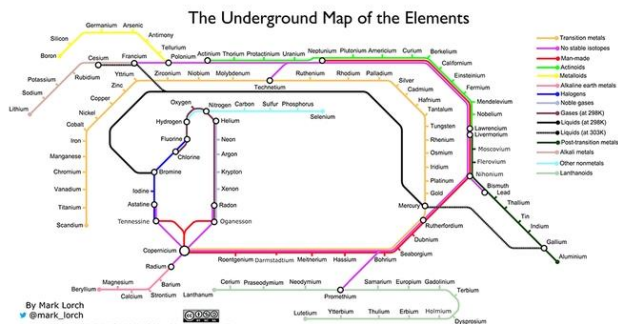 The Underground Map of the Elements
Germanium
Arsenic
Silicon
Antimony
Boron
Tellurium
Polonium
Cesium
Francium
Actinium
Thorium
Protactinium
Uranium
Neptunium
Plutonium
Americium
Curium
Berkelium
Californium
Einsteinium
Fermium
Mendelevium
Nobelium
Lawrencium
Livermorium
Moscovium
Flerovium
Nihonium
Bismuth
Lead
Thallium
Tin
Indium
Gallium
Aluminium
Potassium
Rubidium
Sodium
Lithium
Yttrium
Zirconium
Niobium
Molybdenum
Technetium
Ruthenium
Rhodium
Palladium
Silver
Cadmium
Hafnium
Tantalum
Tungsten
Rhenium
Osmium
Iridium
Platinum
Gold
Mercury
Zinc
Copper
Nickel
Cobalt
Iron
Manganese
Chromium
Vanadium
Titanium
Scandium
Oxygen
Nitrogen
Carbon
Sulfur
Phosphorus
Selenium
Hydrogen
Helium
Fluorine
Neon
Chlorine
Argon
Bromine
Krypton
Iodine
Xenon
Astatine
Radon
Tennessine
Oganesson
Copernicium
Rutherfordium
Dubnium
Seaborgium
Roentgenium
Darmstadtium
Meitnerium
Hassium
Bohrium
Radium
Barium
Magnesium
Beryllium
Calcium
Strontium
Lanthanum
Cerium
Praseodymium
Neodymium
Promethium
Samarium
Europium
Gadolinium
Terbium
Lutetium
Ytterbium
Thulium
Erbium
Holmium
Dysprosium
Transition metals
No stable isotopes
Man-made
Actinoids
Metaloids
Alkaline earth metals
Halogens
Noble gases
Gases (at 298K)
Liquids (at 298K)
Liquids (at 303K)
Post-transition metals
Alkali metals
Other nonmetals
Lanthanoids
By Mark Lorch
@mark_lorch